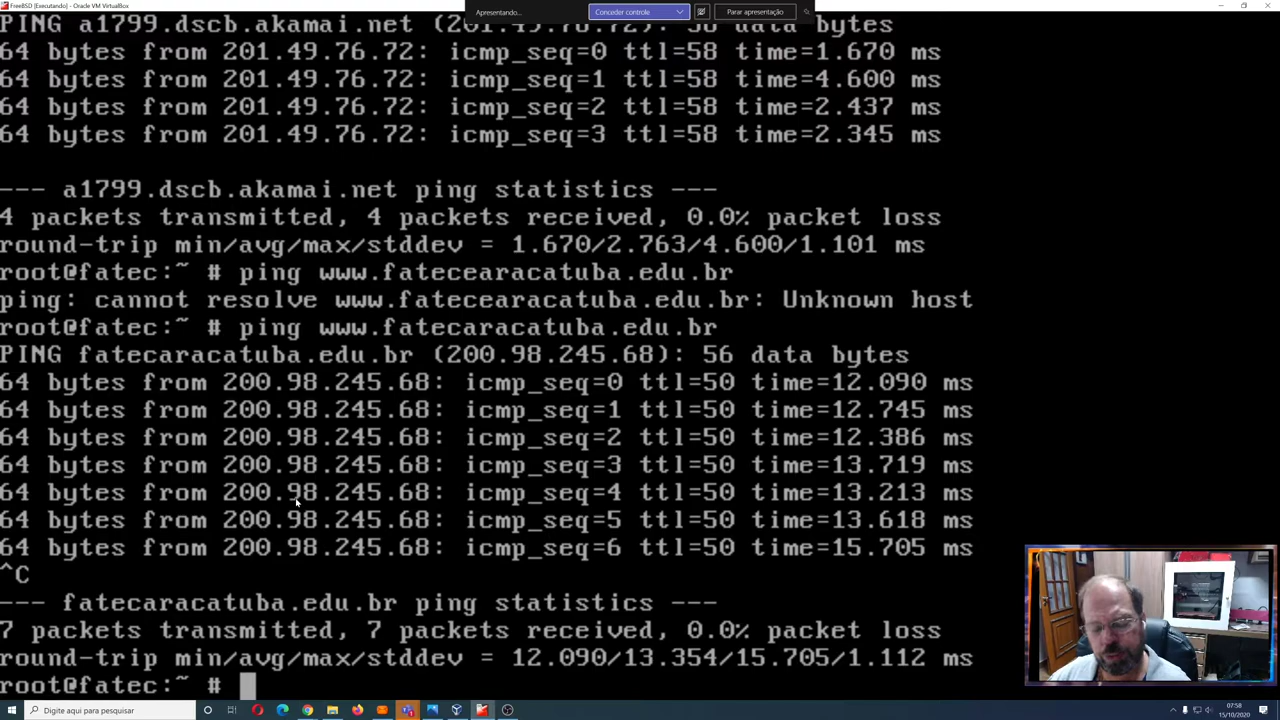 FreeBSD [Executando] - Oracle VM VirtualBox
Apresentando...
Conceder controle
Parar apresentação
PING a1799.dscb.akamai.net (201.49.76.72): 56 data bytes
64 bytes from 201.49.76.72: icmp_seq=0 ttl=58 time=1.670 ms
64 bytes from 201.49.76.72: icmp_seq=1 ttl=58 time=4.600 ms
64 bytes from 201.49.76.72: icmp_seq=2 ttl=58 time=2.437 ms
64 bytes from 201.49.76.72: icmp_seq=3 ttl=58 time=2.345 ms
--- a1799.dscb.akamai.net ping statistics ---
4 packets transmitted, 4 packets received, 0.0% packet loss
round-trip min/avg/max/stddev = 1.670/2.763/4.600/1.101 ms
root@fatec:~ # ping www.fatecearacatuba.edu.br
ping: cannot resolve www.fatecearacatuba.edu.br: Unknown host
root@fatec:~ # ping www.fatecaracatuba.edu.br
PING fatecaracatuba.edu.br (200.98.245.68): 56 data bytes
64 bytes from 200.98.245.68: icmp_seq=0 ttl=50 time=12.090 ms
64 bytes from 200.98.245.68: icmp_seq=1 ttl=50 time=12.745 ms
64 bytes from 200.98.245.68: icmp_seq=2 ttl=50 time=12.386 ms
64 bytes from 200.98.245.68: icmp_seq=3 ttl=50 time=13.719 ms
64 bytes from 200.98.245.68: icmp_seq=4 ttl=50 time=13.213 ms
64 bytes from 200.98.245.68: icmp_seq=5 ttl=50 time=13.618 ms
64 bytes from 200.98.245.68: icmp_seq=6 ttl=50 time=15.705 ms
^C
--- fatecaracatuba.edu.br ping statistics ---
7 packets transmitted, 7 packets received, 0.0% packet loss
round-trip min/avg/max/stddev = 12.090/13.354/15.705/1.112 ms
root@fatec:~ #
Digite aqui para pesquisar
07:58
15/10/2020